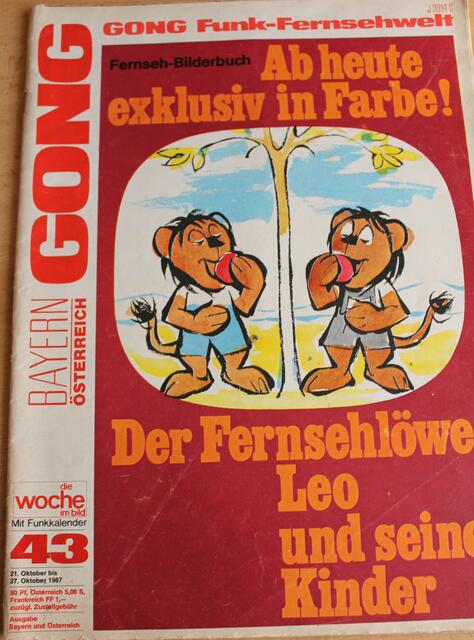 J 8914 C
GONG Funk-Fernsehwelt
Fernseh-Bilderbuch
Ab heute
exklusiv in Farbe!
GONG
BAYERN
ÖSTERREICH
Der Fernsehlöwe
Leo
und seine
Kinder
die
woche
im bild
Mit Funkkalender
43
21. Oktober bis
27. Oktober 1967
80 Pf, Österreich 5,00 S,
Frankreich FF 1,—
zuzügl. Zustellgebühr
Ausgabe
Bayern und Österreich